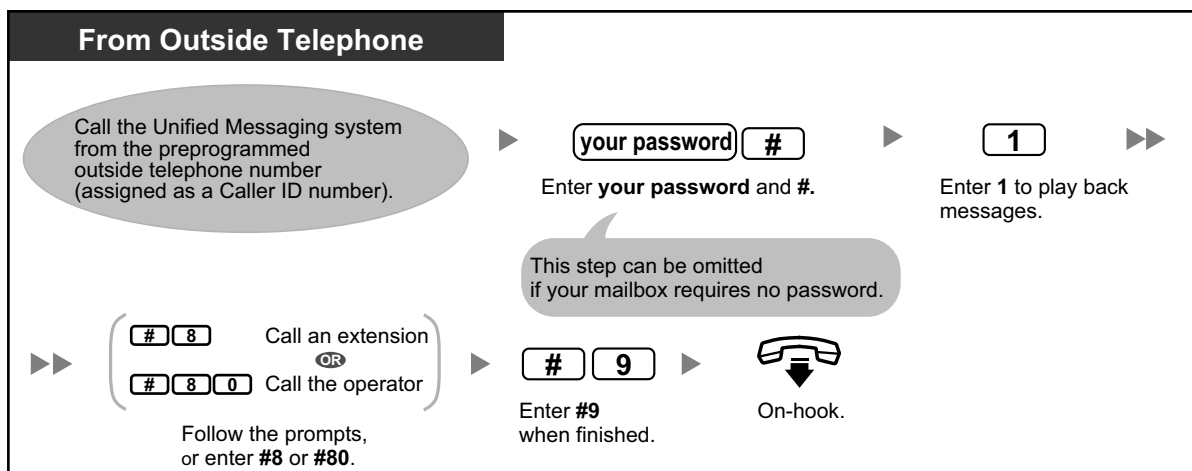 From Outside Telephone
Call the Unified Messaging system
from the preprogrammed
outside telephone number
(assigned as a Caller ID number).
your password #
Enter your password and #.
This step can be omitted
if your mailbox requires no password.
1
Enter 1 to play back
messages.
# 8 Call an extension
OR
# 8 0 Call the operator
Follow the prompts,
or enter #8 or #80.
# 9
Enter #9
when finished.
On-hook.